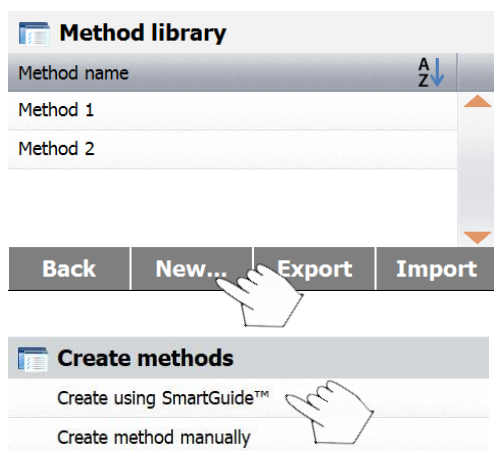 Method library
Method name AZ
Method 1
Method 2
Back New... Export Import
Create methods
Create using SmartGuide™
Create method manually